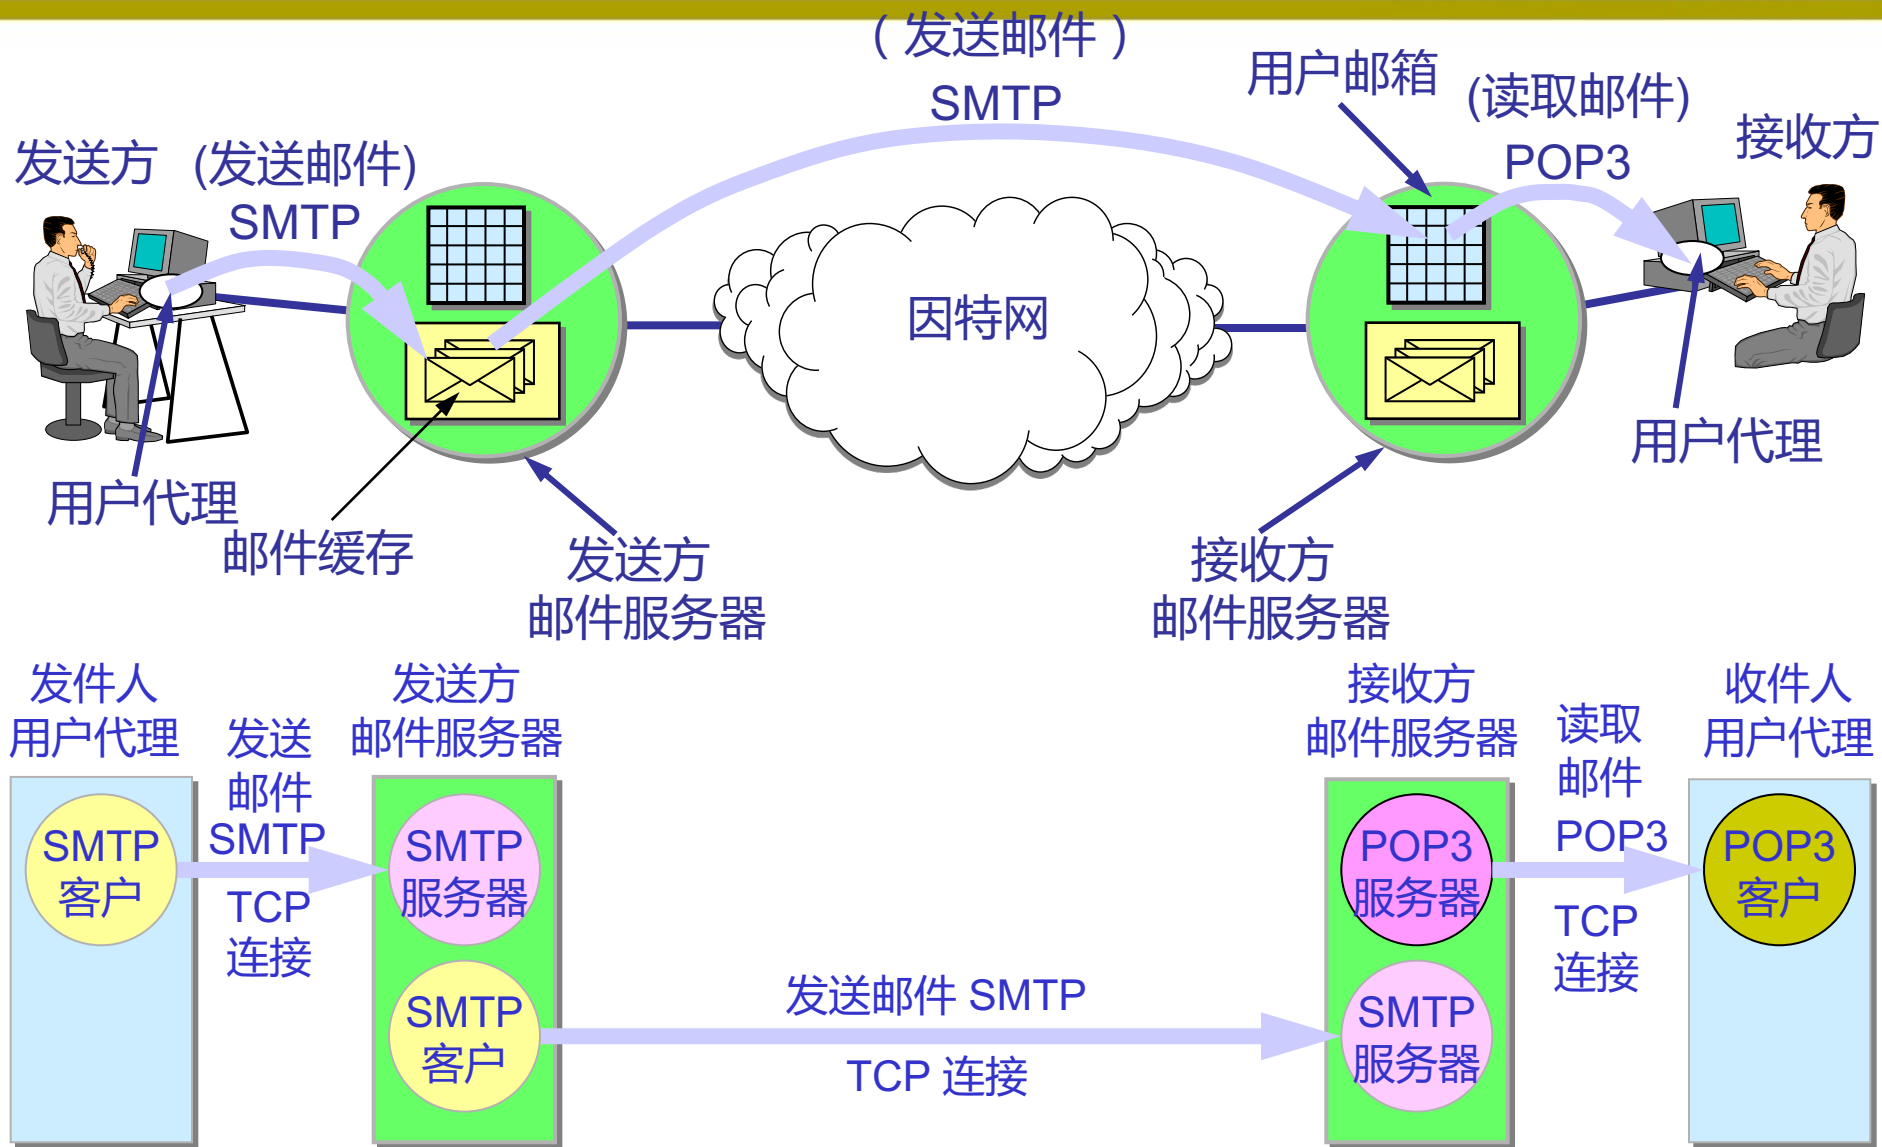 (发送邮件)
SMTP
用户邮箱
(读取邮件)
POP3
接收方
发送方
(发送邮件)
SMTP
因特网
用户代理
邮件缓存
发送方
邮件服务器
接收方
邮件服务器
用户代理
发件人
用户代理
发送
邮件
SMTP
TCP
连接
发送方
邮件服务器
接收方
邮件服务器
读取
邮件
POP3
TCP
连接
收件人
用户代理
SMTP
客户
SMTP
服务器
POP3
服务器
POP3
客户
SMTP
客户
发送邮件 SMTP
TCP 连接
SMTP
服务器